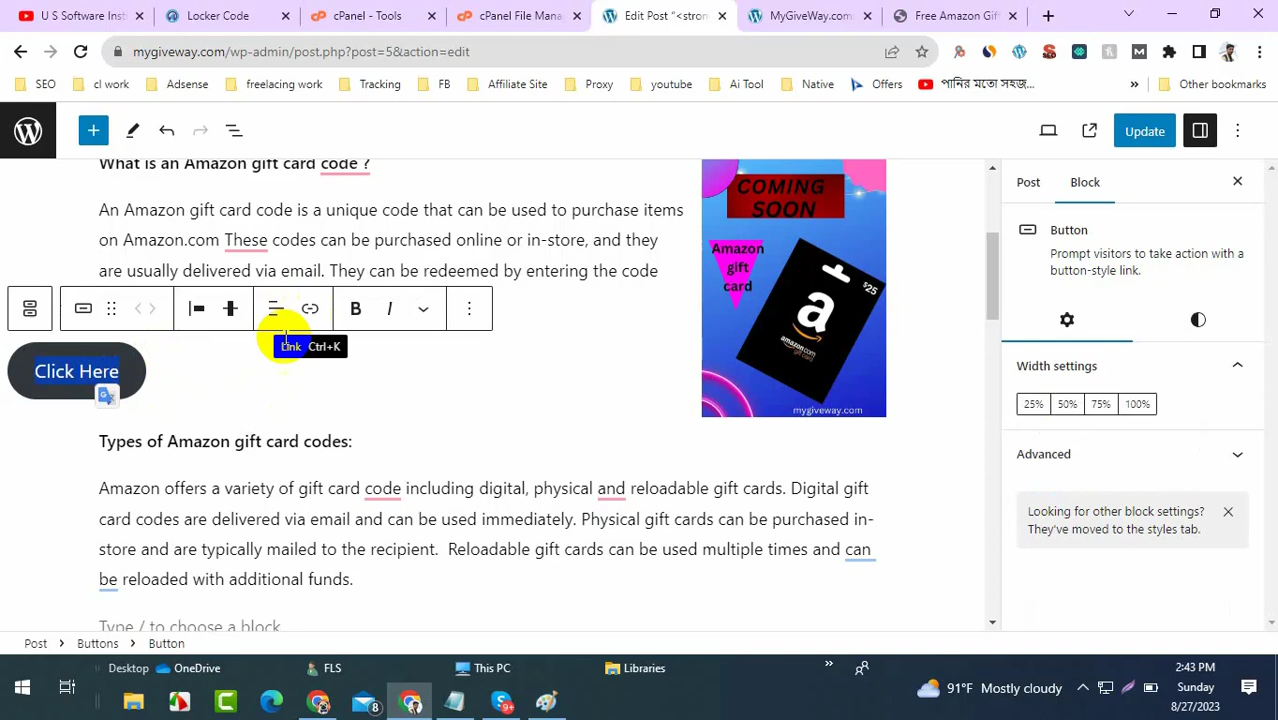 U S Software Inst
Locker Code
cPanel - Tools
cPanel File Mana
Edit Post "<stron
MyGiveWay.com
Free Amazon Gif
mygiveway.com/wp-admin/post.php?post=5&action=edit
SEO
cl work
Adsense
freelacing work
Tracking
FB
Affiliate Site
Proxy
youtube
Ai Tool
Native
Offers
পানির মতো সহজ...
Other bookmarks
Update
What is an Amazon gift card code ?
An Amazon gift card code is a unique code that can be used to purchase items
on Amazon.com These codes can be purchased online or in-store, and they
are usually delivered via email. They can be redeemed by entering the code
B I
Link Ctrl+K
Click Here
COMING
SOON
Amazon
gift
card
$25
a
amazon.com
giftcard
mygiveway.com
Types of Amazon gift card codes:
Amazon offers a variety of gift card code including digital, physical and reloadable gift cards. Digital gift
card codes are delivered via email and can be used immediately. Physical gift cards can be purchased in-
store and are typically mailed to the recipient. Reloadable gift cards can be used multiple times and can
be reloaded with additional funds.
Type / to choose a block
Post
Block
Button
Prompt visitors to take action with a
button-style link.
Width settings
25% 50% 75% 100%
Advanced
Looking for other block settings?
They've moved to the styles tab.
Post > Buttons > Button
Desktop
OneDrive
FLS
This PC
Libraries
8
9+
91°F Mostly cloudy
2:43 PM
Sunday
8/27/2023